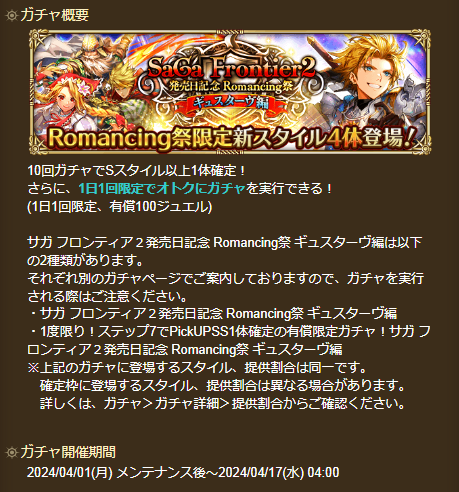 ガチャ概要
SaGa Frontier2
発売日記念 Romancing祭
ギュスターヴ編
Romancing祭限定新スタイル4体登場！
10回ガチャでSスタイル以上1体確定！
さらに、1日1回限定でオトクにガチャを実行できる！
(1日1回限定、有償100ジュエル)
サガ フロンティア２発売日記念 Romancing祭 ギュスターヴ編は以下
の2種類があります。
それぞれ別のガチャページでご案内しておりますので、ガチャを実行
される際はご注意ください。
・サガ フロンティア２発売日記念 Romancing祭 ギュスターヴ編
・1度限り！ステップ7でPickUPSS1体確定の有償限定ガチャ！サガ フ
ロンティア２発売日記念 Romancing祭 ギュスターヴ編
※上記のガチャに登場するスタイル、提供割合は同一です。
確定枠に登場するスタイル、提供割合は異なる場合があります。
詳しくは、ガチャ＞ガチャ詳細＞提供割合からご確認ください。
ガチャ開催期間
2024/04/01(月) メンテナンス後～2024/04/17(水) 04:00